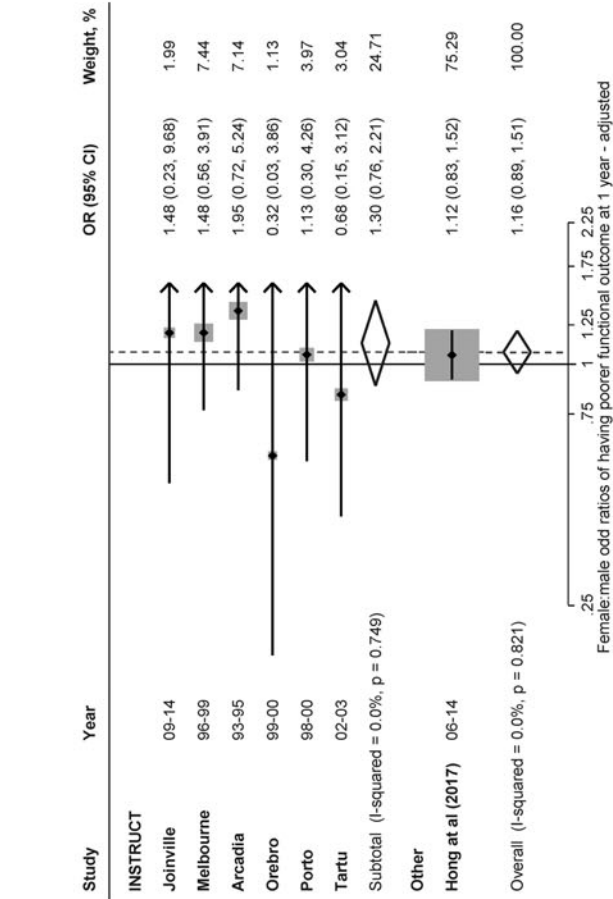 Study Year OR (95% CI) Weight, %
INSTRUCT
Joinville 09-14 1.48 (0.23, 9.68) 1.99
Melbourne 96-99 1.48 (0.56, 3.91) 7.44
Arcadia 93-95 1.95 (0.72, 5.24) 7.14
Orebro 99-00 0.32 (0.03, 3.86) 1.13
Porto 98-00 1.13 (0.30, 4.26) 3.97
Tartu 02-03 0.68 (0.15, 3.12) 3.04
Subtotal (I-squared = 0.0%, p = 0.749) 1.30 (0.76, 2.21) 24.71
Other
Hong at al (2017) 06-14 1.12 (0.83, 1.52) 75.29
Overall (I-squared = 0.0%, p = 0.821) 1.16 (0.89, 1.51) 100.00
.25 .75 1 1.25 1.75 2.25
Female:male odd ratios of having poorer functional outcome at 1 year - adjusted